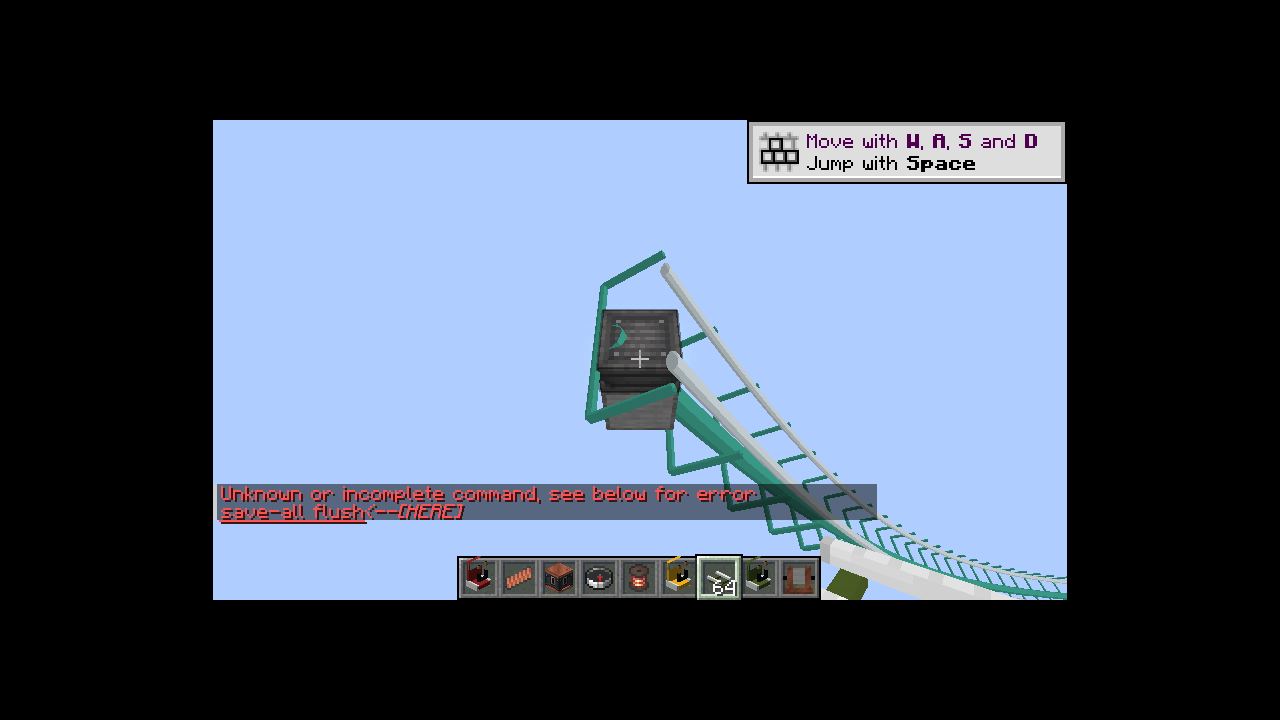 Move with W, A, S and D
Jump with Space
Unknown or incomplete command, see below for error
save-all flush<--[HERE]
64